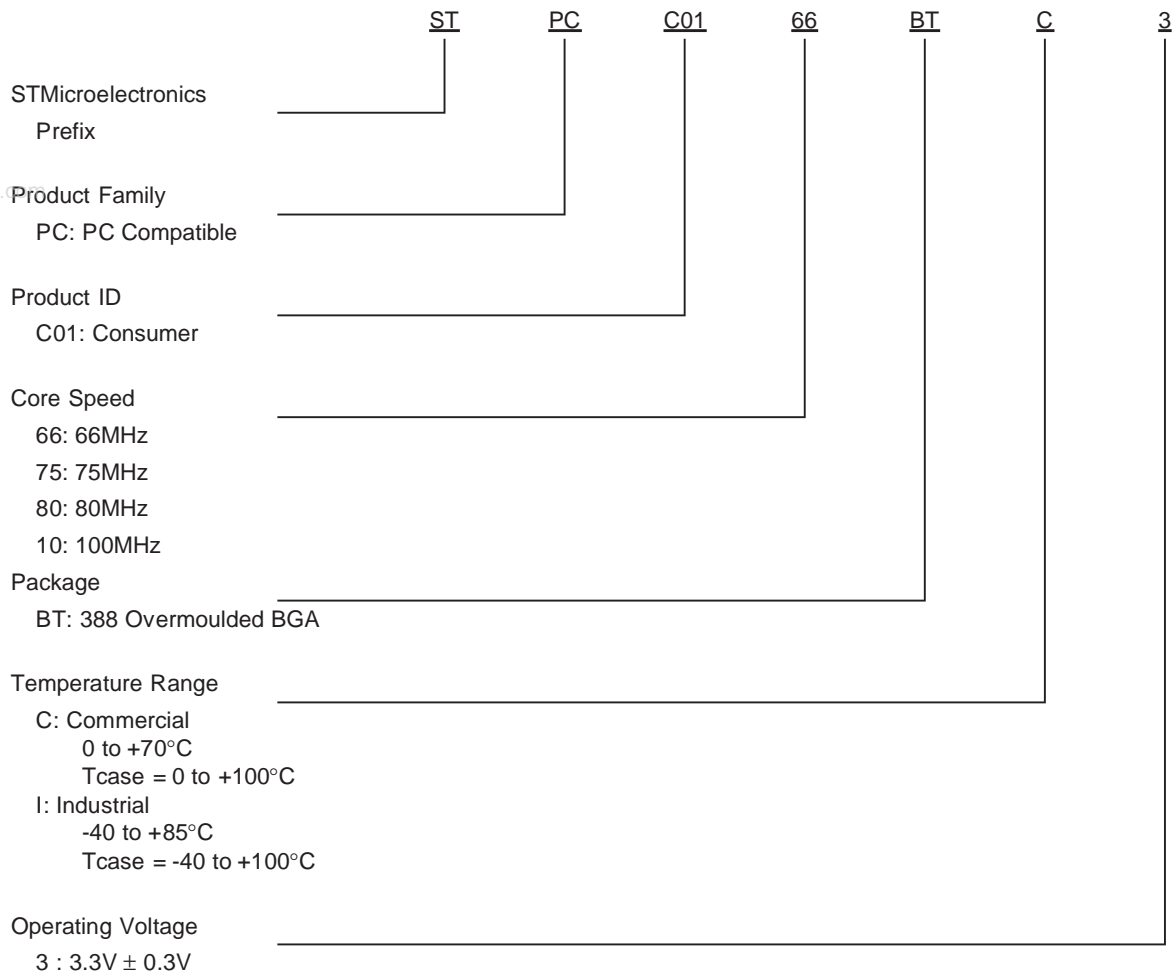 ST PC C01 66 BT C 3
STMicroelectronics
Prefix
Product Family
PC: PC Compatible
Product ID
C01: Consumer
Core Speed
66: 66MHz
75: 75MHz
80: 80MHz
10: 100MHz
Package
BT: 388 Overmoulded BGA
Temperature Range
C: Commercial
0 to +70°C
Tcase = 0 to +100°C
I: Industrial
-40 to +85°C
Tcase = -40 to +100°C
Operating Voltage
3 : 3.3V ± 0.3V